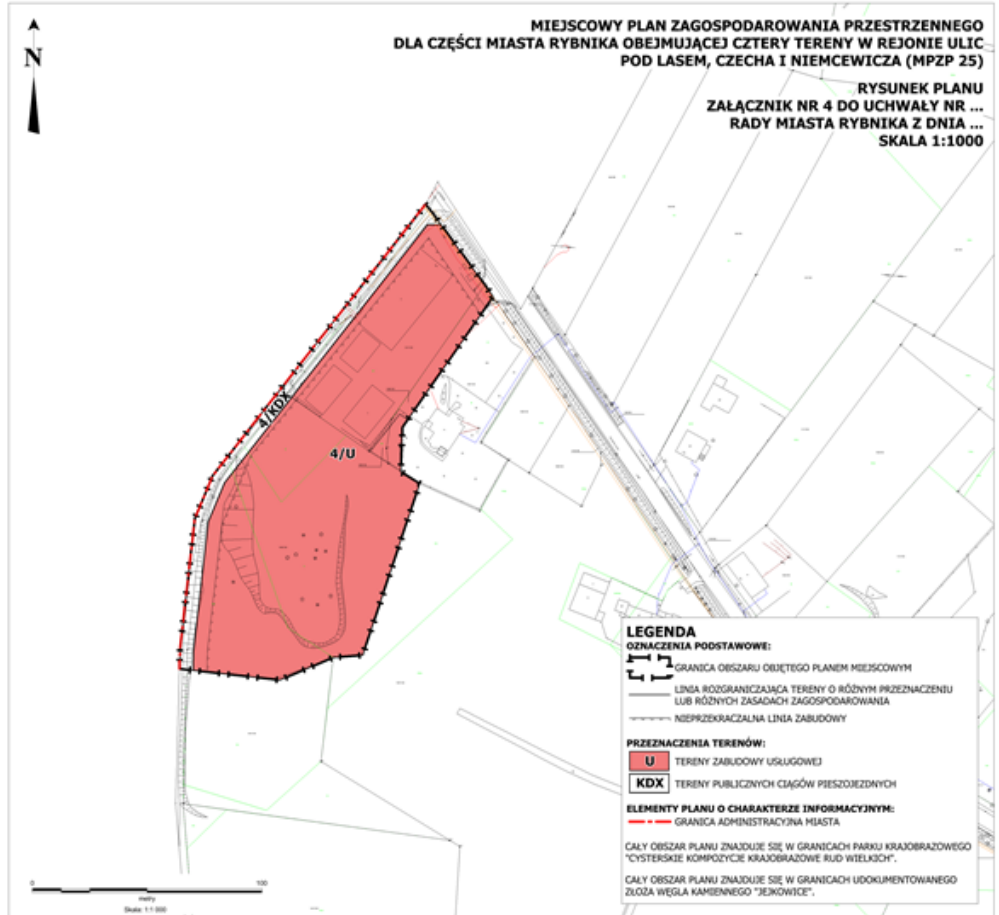 N
MIEJSCOWY PLAN ZAGOSPODAROWANIA PRZESTRZENNEGO
DLA CZĘŚCI MIASTA RYBNIKA OBEJMUJĄCEJ CZTERY TERENY W REJONIE ULIC
POD LASEM, CZECHA I NIEMCEWICZA (MPZP 25)
RYSUNEK PLANU
ZAŁĄCZNIK NR 4 DO UCHWAŁY NR ...
RADY MIASTA RYBNIKA Z DNIA ...
SKALA 1:1000
4/KDX
4/U
LEGENDA
OZNACZENIA PODSTAWOWE:
GRANICA OBSZARU OBJĘTEGO PLANEM MIEJSCOWYM
LINIA ROZGRANICZAJĄCA TERENY O RÓŻNYM PRZEZNACZENIU
LUB RÓŻNYCH ZASADACH ZAGOSPODAROWANIA
NIEPRZEKRACZALNA LINIA ZABUDOWY
PRZEZNACZENIA TERENÓW:
U TERENY ZABUDOWY USŁUGOWEJ
KDX TERENY PUBLICZNYCH CIĄGÓW PIESZOJEZDNYCH
ELEMENTY PLANU O CHARAKTERZE INFORMACYJNYM:
GRANICA ADMINISTRACYJNA MIASTA
CAŁY OBSZAR PLANU ZNAJDUJE SIĘ W GRANICACH PARKU KRAJOBRAZOWEGO
"CYSTERSKIE KOMPOZYCJE KRAJOBRAZOWE RUD WIELKICH".
CAŁY OBSZAR PLANU ZNAJDUJE SIĘ W GRANICACH UDOKUMENTOWANEGO
ZŁOŻA WĘGLA KAMIENNEGO "JEJKOWICE".
0 100
metry
Skala: 1:1 000